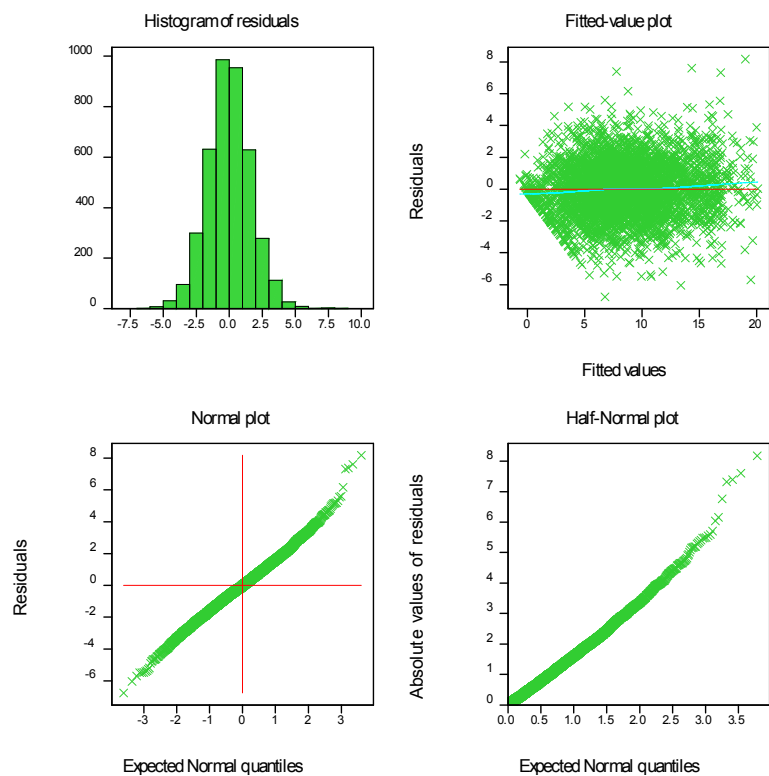 Histogram of residuals
1000
800
600
400
200
0
-7.5 -5.0 -2.5 0.0 2.5 5.0 7.5 10.0
Fitted-value plot
Residuals
8
6
4
2
0
-2
-4
-6
0 5 10 15 20
Fitted values
Normal plot
Residuals
8
6
4
2
0
-2
-4
-6
-3 -2 -1 0 1 2 3
Expected Normal quantiles
Half-Normal plot
Absolute values of residuals
8
7
6
5
4
3
2
1
0
0.0 0.5 1.0 1.5 2.0 2.5 3.0 3.5
Expected Normal quantiles